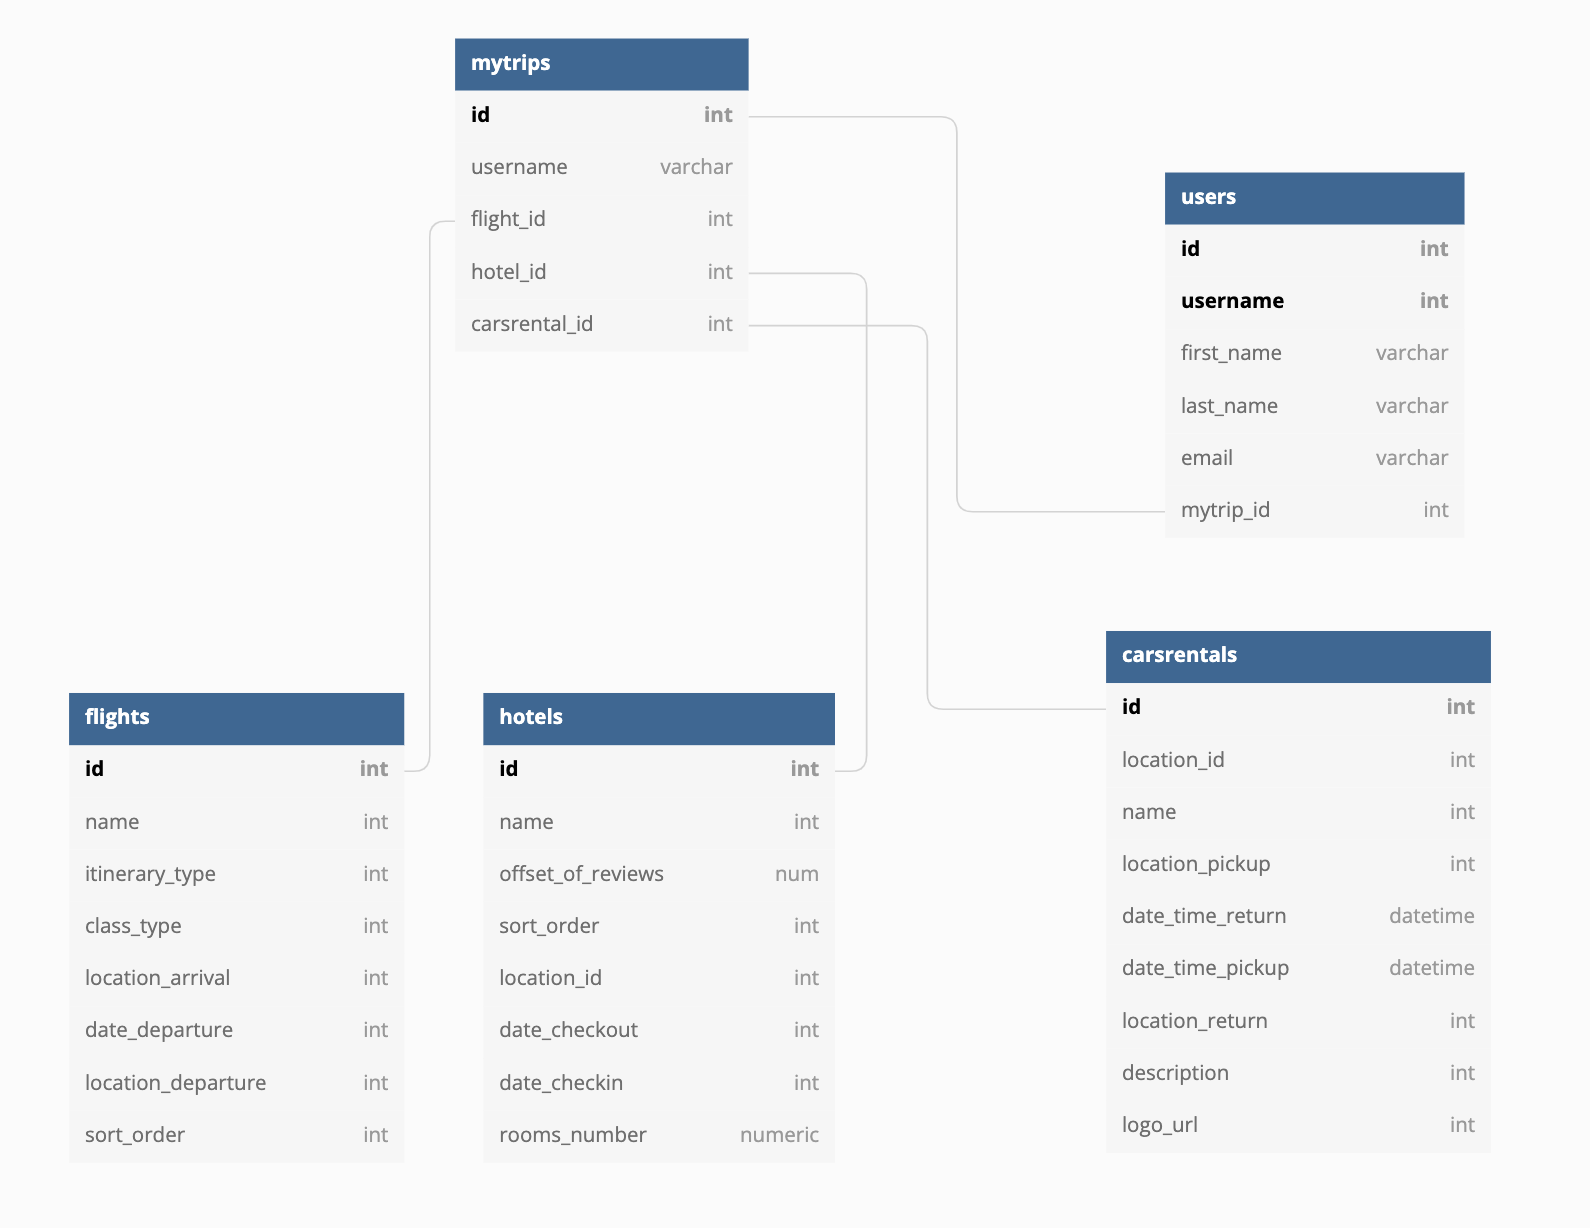 mytrips
id int
username varchar
flight_id int
hotel_id int
carsrental_id int
users
id int
username int
first_name varchar
last_name varchar
email varchar
mytrip_id int
flights
id int
name int
itinerary_type int
class_type int
location_arrival int
date_departure int
location_departure int
sort_order int
hotels
id int
name int
offset_of_reviews num
sort_order int
location_id int
date_checkout int
date_checkin int
rooms_number numeric
carsrentals
id int
location_id int
name int
location_pickup int
date_time_return datetime
date_time_pickup datetime
location_return int
description int
logo_url int